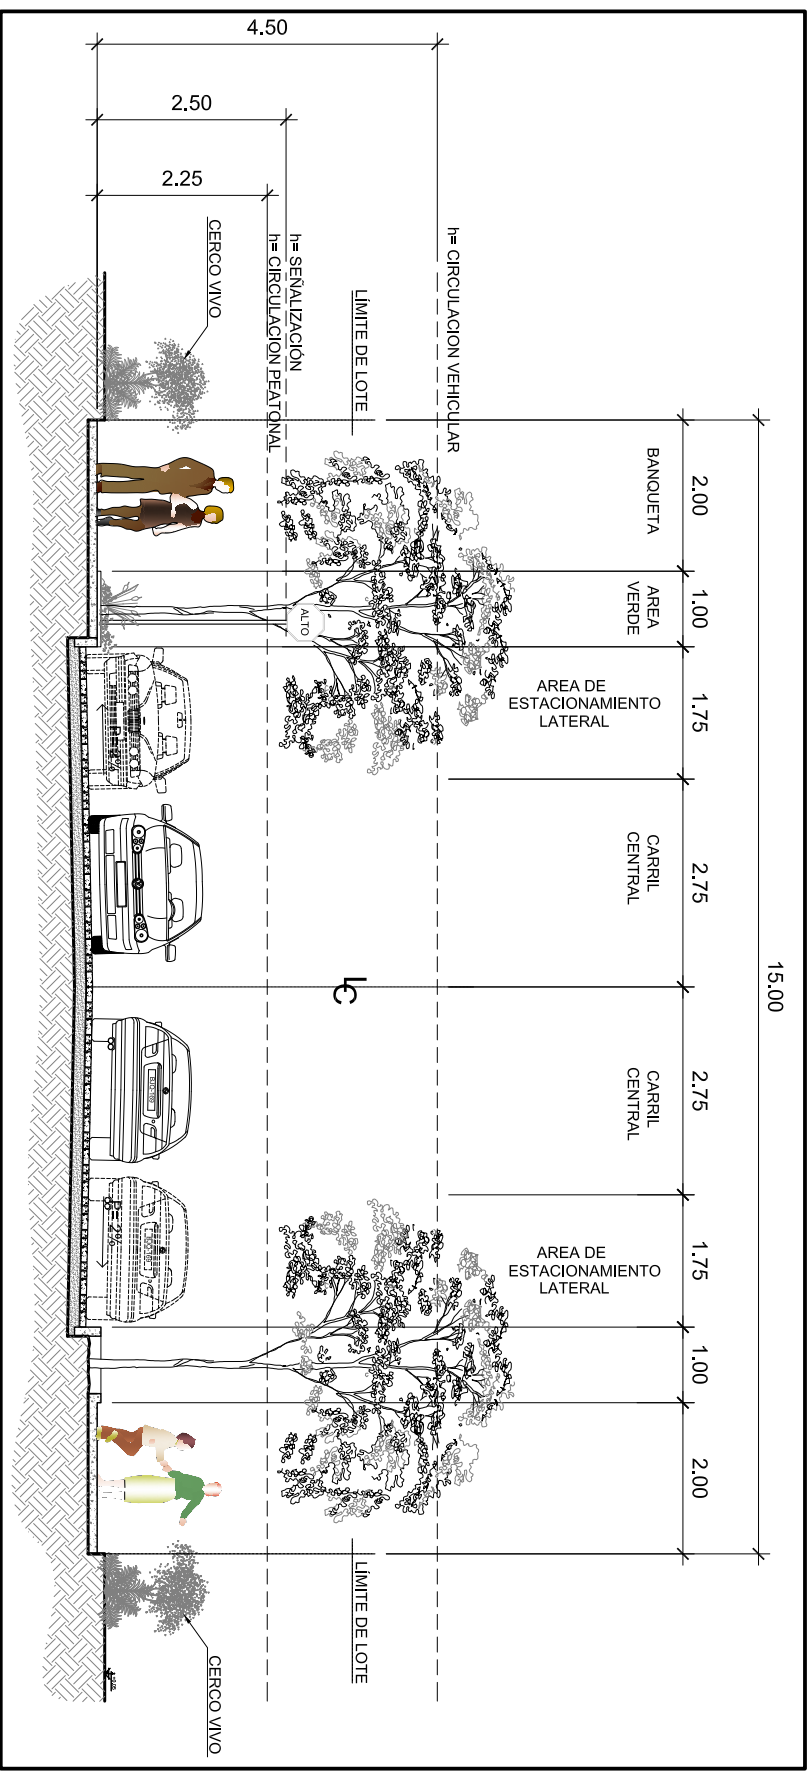 4.50
2.50
2.25
CERCO VIVO
h= SEÑALIZACIÓN
h= CIRCULACION PEATONAL
h= CIRCULACION VEHICULAR
LÍMITE DE LOTE
BANQUETA
2.00
AREA
VERDE
1.00
ALTO
AREA DE
ESTACIONAMIENTO
LATERAL
1.75
CARRIL
CENTRAL
2.75
15.00
CARRIL
CENTRAL
2.75
AREA DE
ESTACIONAMIENTO
LATERAL
1.75
1.00
2.00
LÍMITE DE LOTE
CERCO VIVO